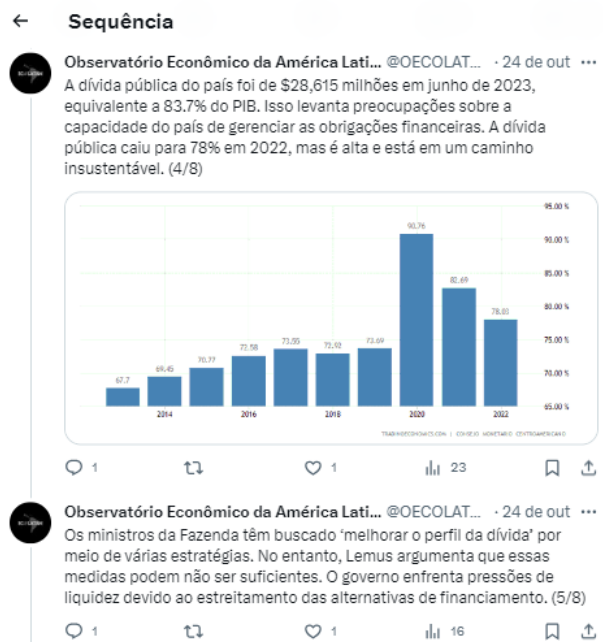 ← Sequência
Observatório Econômico da América Lati... @OECOLAT... · 24 de out ···
A dívida pública do país foi de $28,615 milhões em junho de 2023,
equivalente a 83.7% do PIB. Isso levanta preocupações sobre a
capacidade do país de gerenciar as obrigações financeiras. A dívida
pública caiu para 78% em 2022, mas é alta e está em um caminho
insustentável. (4/8)
95.00 %
90.76
90.00 %
85.00 %
82.69
80.00 %
78.03
75.00 %
67.7 69.45 70.77 72.58 73.55 72.92 73.69
70.00 %
65.00 %
2014 2016 2018 2020 2022
TRADINGECONOMICS.COM | CONSEJO MONETARIO CENTROAMERICANO
1 1 23
Observatório Econômico da América Lati... @OECOLAT... · 24 de out ···
Os ministros da Fazenda têm buscado ‘melhorar o perfil da dívida’ por
meio de várias estratégias. No entanto, Lemus argumenta que essas
medidas podem não ser suficientes. O governo enfrenta pressões de
liquidez devido ao estreitamento das alternativas de financiamento. (5/8)
1 1 16